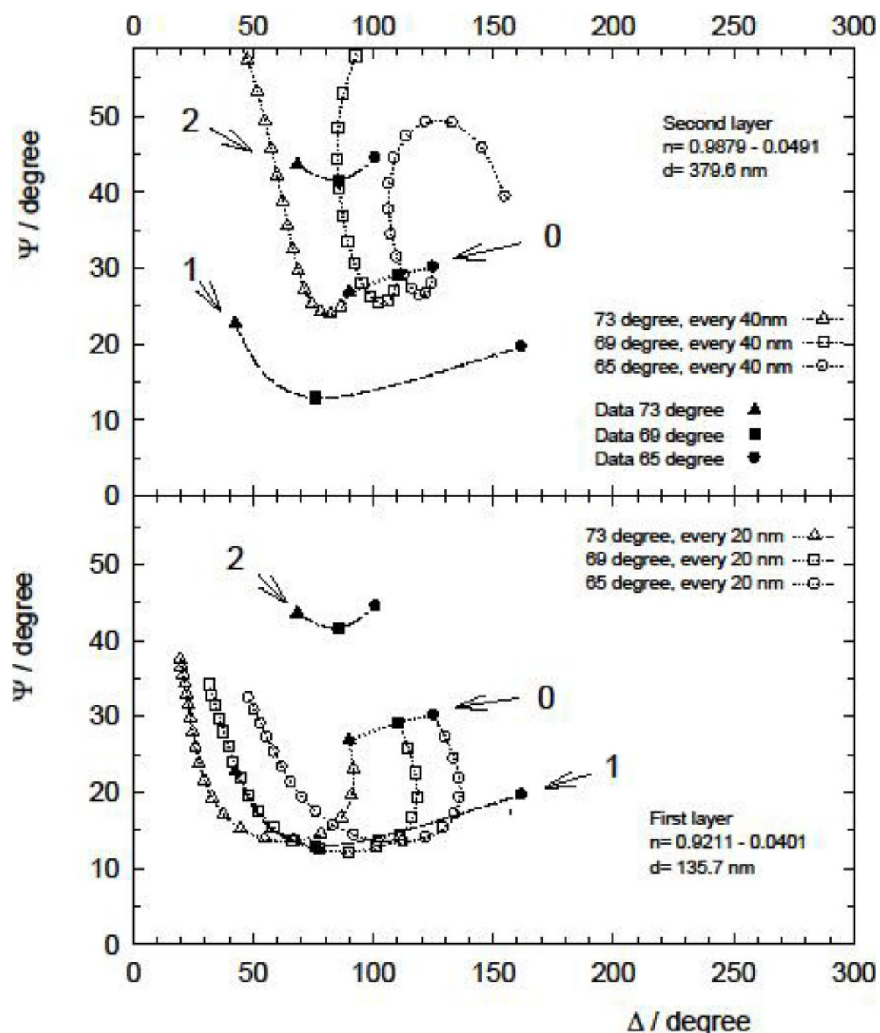 0 50 100 150 200 250 300
50
40
30
20
10
0
Ψ / degree
2
1
0
Second layer
n= 0.9879 - 0.0491
d= 379.6 nm
73 degree, every 40nm
69 degree, every 40 nm
65 degree, every 40 nm
Data 73 degree
Data 69 degree
Data 65 degree
50
40
30
20
10
0
Ψ / degree
73 degree, every 20 nm
69 degree, every 20 nm
65 degree, every 20 nm
2
0
1
First layer
n= 0.9211 - 0.0401
d= 135.7 nm
0 50 100 150 200 250 300
Δ / degree